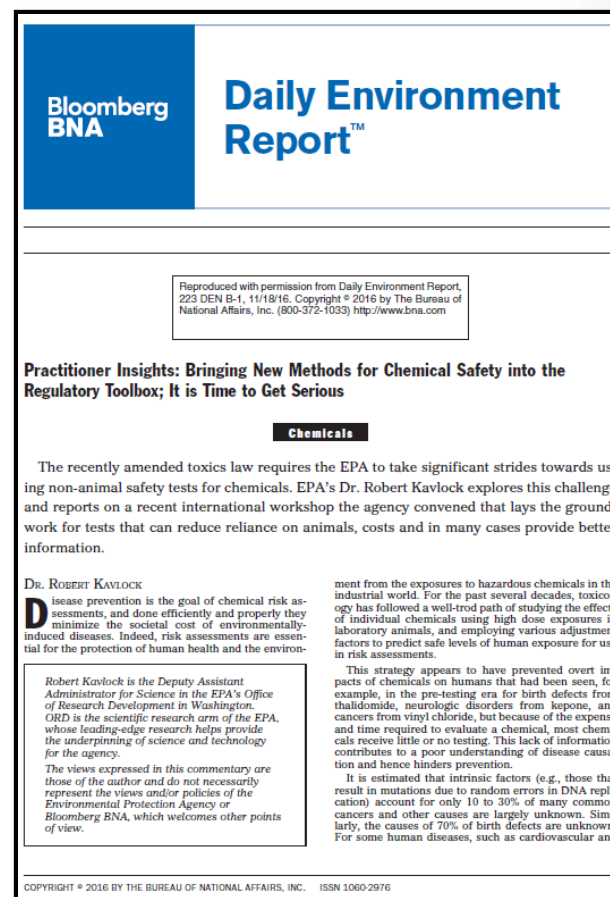 Bloomberg
BNA
Daily Environment
Report™
Reproduced with permission from Daily Environment Report,
223 DEN B-1, 11/18/16. Copyright © 2016 by The Bureau of
National Affairs, Inc. (800-372-1033) http://www.bna.com
Practitioner Insights: Bringing New Methods for Chemical Safety into the
Regulatory Toolbox; It is Time to Get Serious
Chemicals
The recently amended toxics law requires the EPA to take significant strides towards us
ing non-animal safety tests for chemicals. EPA's Dr. Robert Kavlock explores this challeng
and reports on a recent international workshop the agency convened that lays the ground
work for tests that can reduce reliance on animals, costs and in many cases provide bette
information.
DR. ROBERT KAVLOCK
Disease prevention is the goal of chemical risk as-
sessments, and done efficiently and properly they
minimize the societal cost of environmentally-
induced diseases. Indeed, risk assessments are essen-
tial for the protection of human health and the environ-
Robert Kavlock is the Deputy Assistant
Administrator for Science in the EPA's Office
of Research Development in Washington.
ORD is the scientific research arm of the EPA,
whose leading-edge research helps provide
the underpinning of science and technology
for the agency.
The views expressed in this commentary are
those of the author and do not necessarily
represent the views and/or policies of the
Environmental Protection Agency or
Bloomberg BNA, which welcomes other points
of view.
ment from the exposures to hazardous chemicals in th
industrial world. For the past several decades, toxico
ogy has followed a well-trod path of studying the effect
of individual chemicals using high dose exposures i
laboratory animals, and employing various adjustmen
factors to predict safe levels of human exposure for us
in risk assessments.
This strategy appears to have prevented overt im
pacts of chemicals on humans that had been seen, fo
example, in the pre-testing era for birth defects from
thalidomide, neurologic disorders from kepone, an
cancers from vinyl chloride, but because of the expens
and time required to evaluate a chemical, most chem
cals receive little or no testing. This lack of informatio
contributes to a poor understanding of disease causa
tion and hence hinders prevention.
It is estimated that intrinsic factors (e.g., those tha
result in mutations due to random errors in DNA repl
cation) account for only 10 to 30% of many commo
cancers and other causes are largely unknown. Sim
larly, the causes of 70% of birth defects are unknown
For some human diseases, such as cardiovascular an
COPYRIGHT © 2016 BY THE BUREAU OF NATIONAL AFFAIRS, INC. ISSN 1060-2976